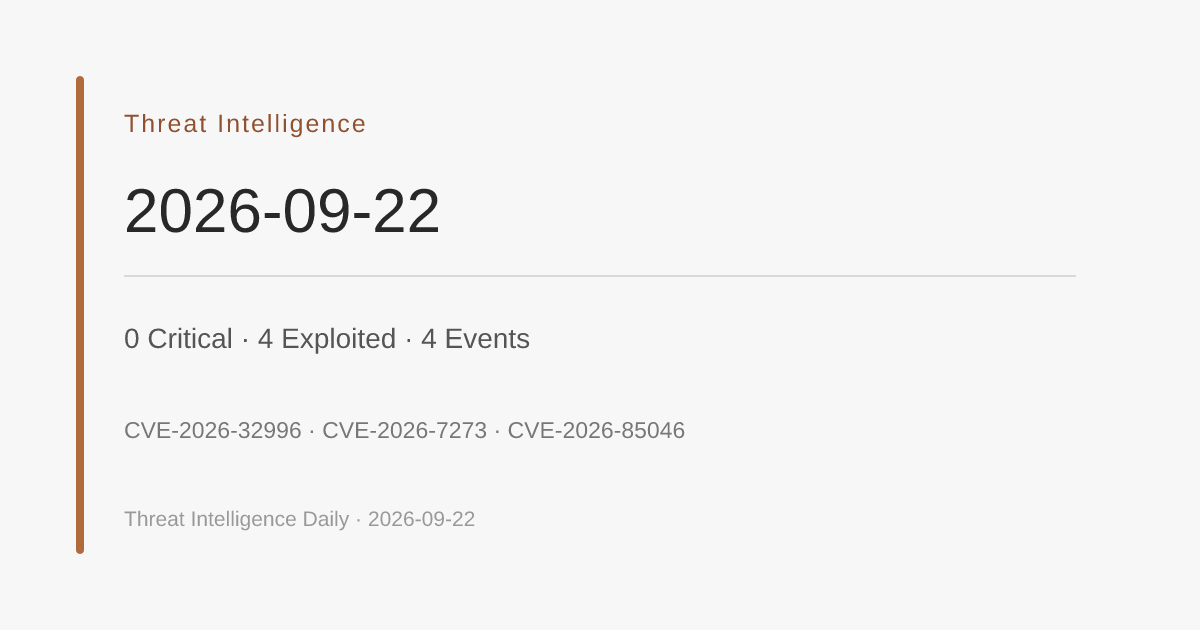 Threat Intelligence
2026-09-22
0 Critical · 4 Exploited · 4 Events
CVE-2026-32996 · CVE-2026-7273 · CVE-2026-85046
Threat Intelligence Daily · 2026-09-22